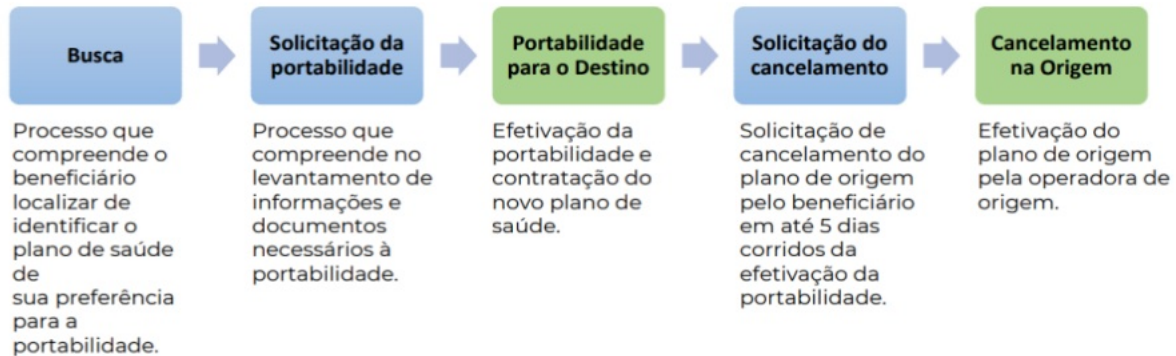 Busca
Solicitação da
portabilidade
Portabilidade
para o Destino
Solicitação do
cancelamento
Cancelamento
na Origem
Processo que
compreende o
beneficiário
localizar de
identificar o
plano de saúde
de
sua preferência
para a
portabilidade.
Processo que
compreende no
levantamento de
informações e
documentos
necessários à
portabilidade.
Efetivação da
portabilidade e
contratação do
novo plano de
saúde.
Solicitação de
cancelamento do
plano de origem
pelo beneficiário
em até 5 dias
corridos da
efetivação da
portabilidade.
Efetivação do
plano de origem
pela operadora de
origem.